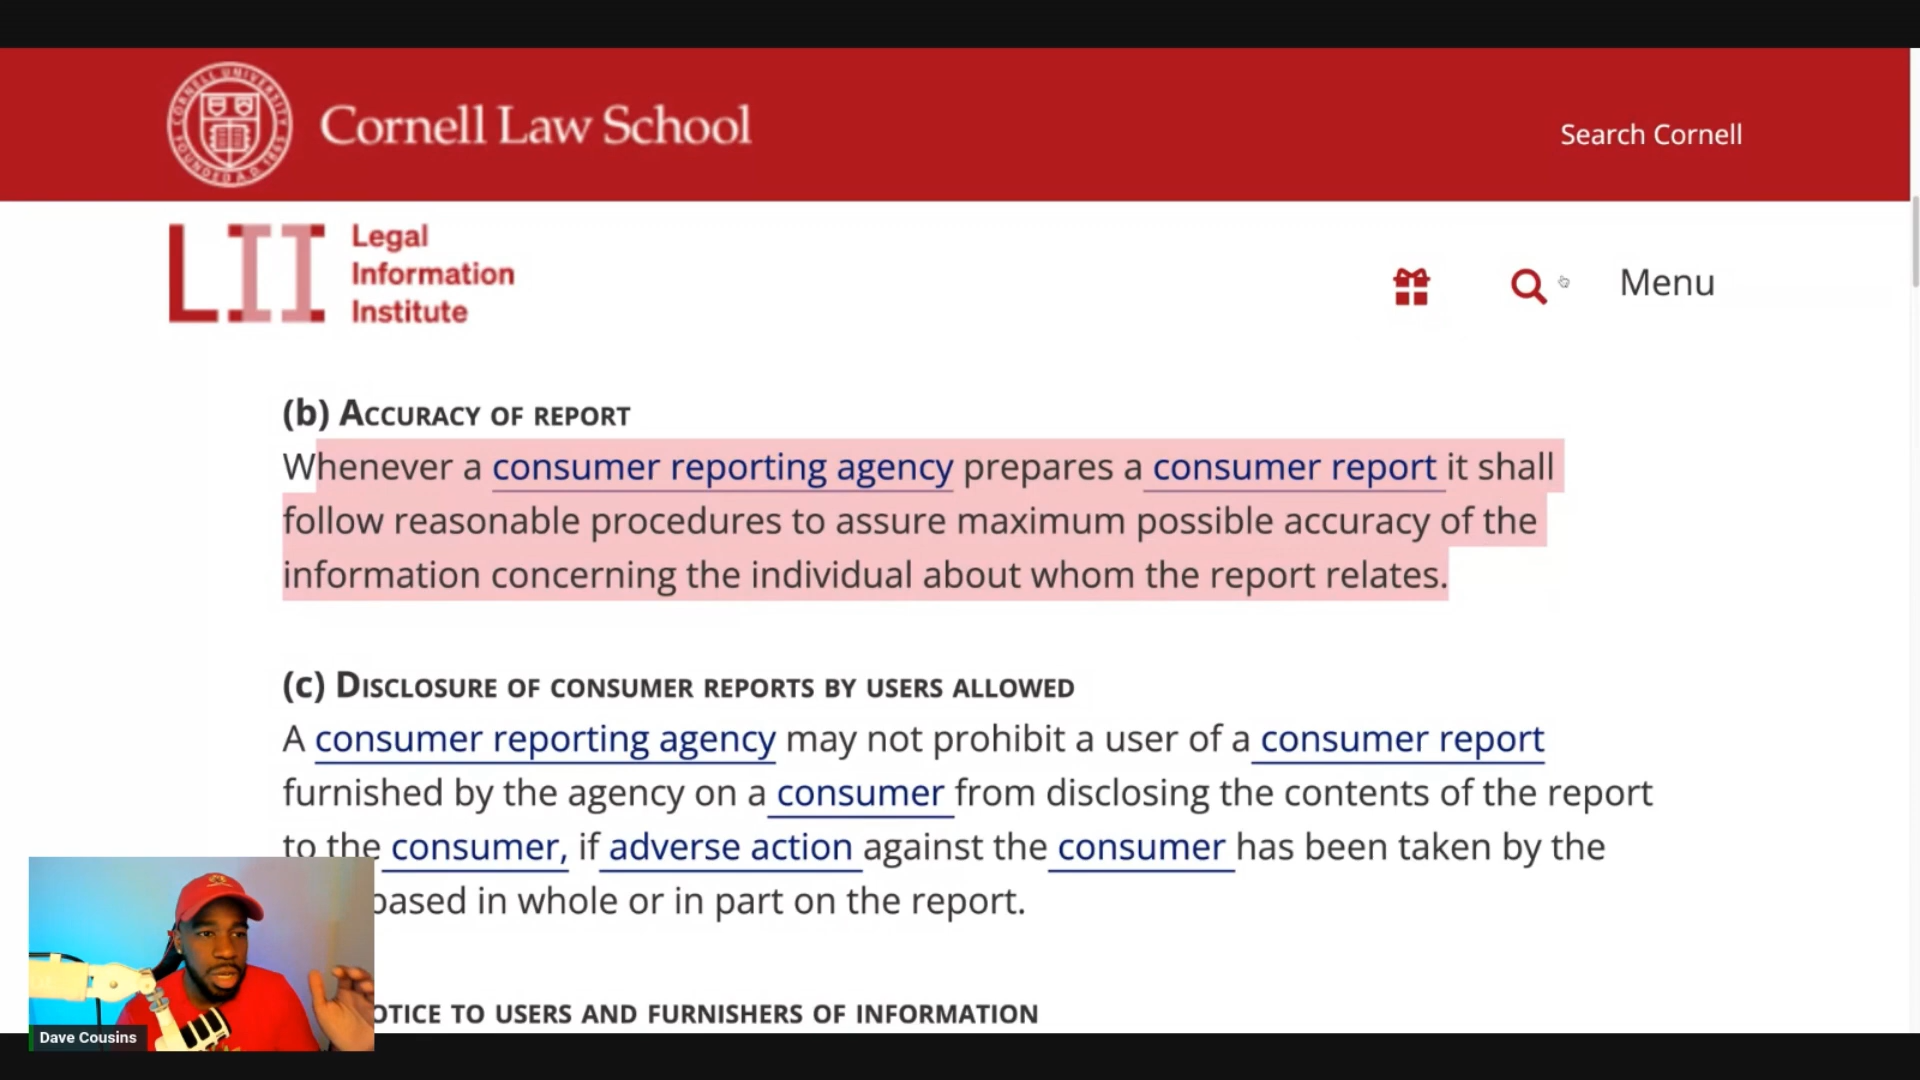 Cornell Law School
Search Cornell
LII
Legal
Information
Institute
Menu
(b) ACCURACY OF REPORT
Whenever a consumer reporting agency prepares a consumer report it shall
follow reasonable procedures to assure maximum possible accuracy of the
information concerning the individual about whom the report relates.
(c) DISCLOSURE OF CONSUMER REPORTS BY USERS ALLOWED
A consumer reporting agency may not prohibit a user of a consumer report
furnished by the agency on a consumer from disclosing the contents of the report
to the consumer, if adverse action against the consumer has been taken by the
based in whole or in part on the report.
OTICE TO USERS AND FURNISHERS OF INFORMATION
Dave Cousins